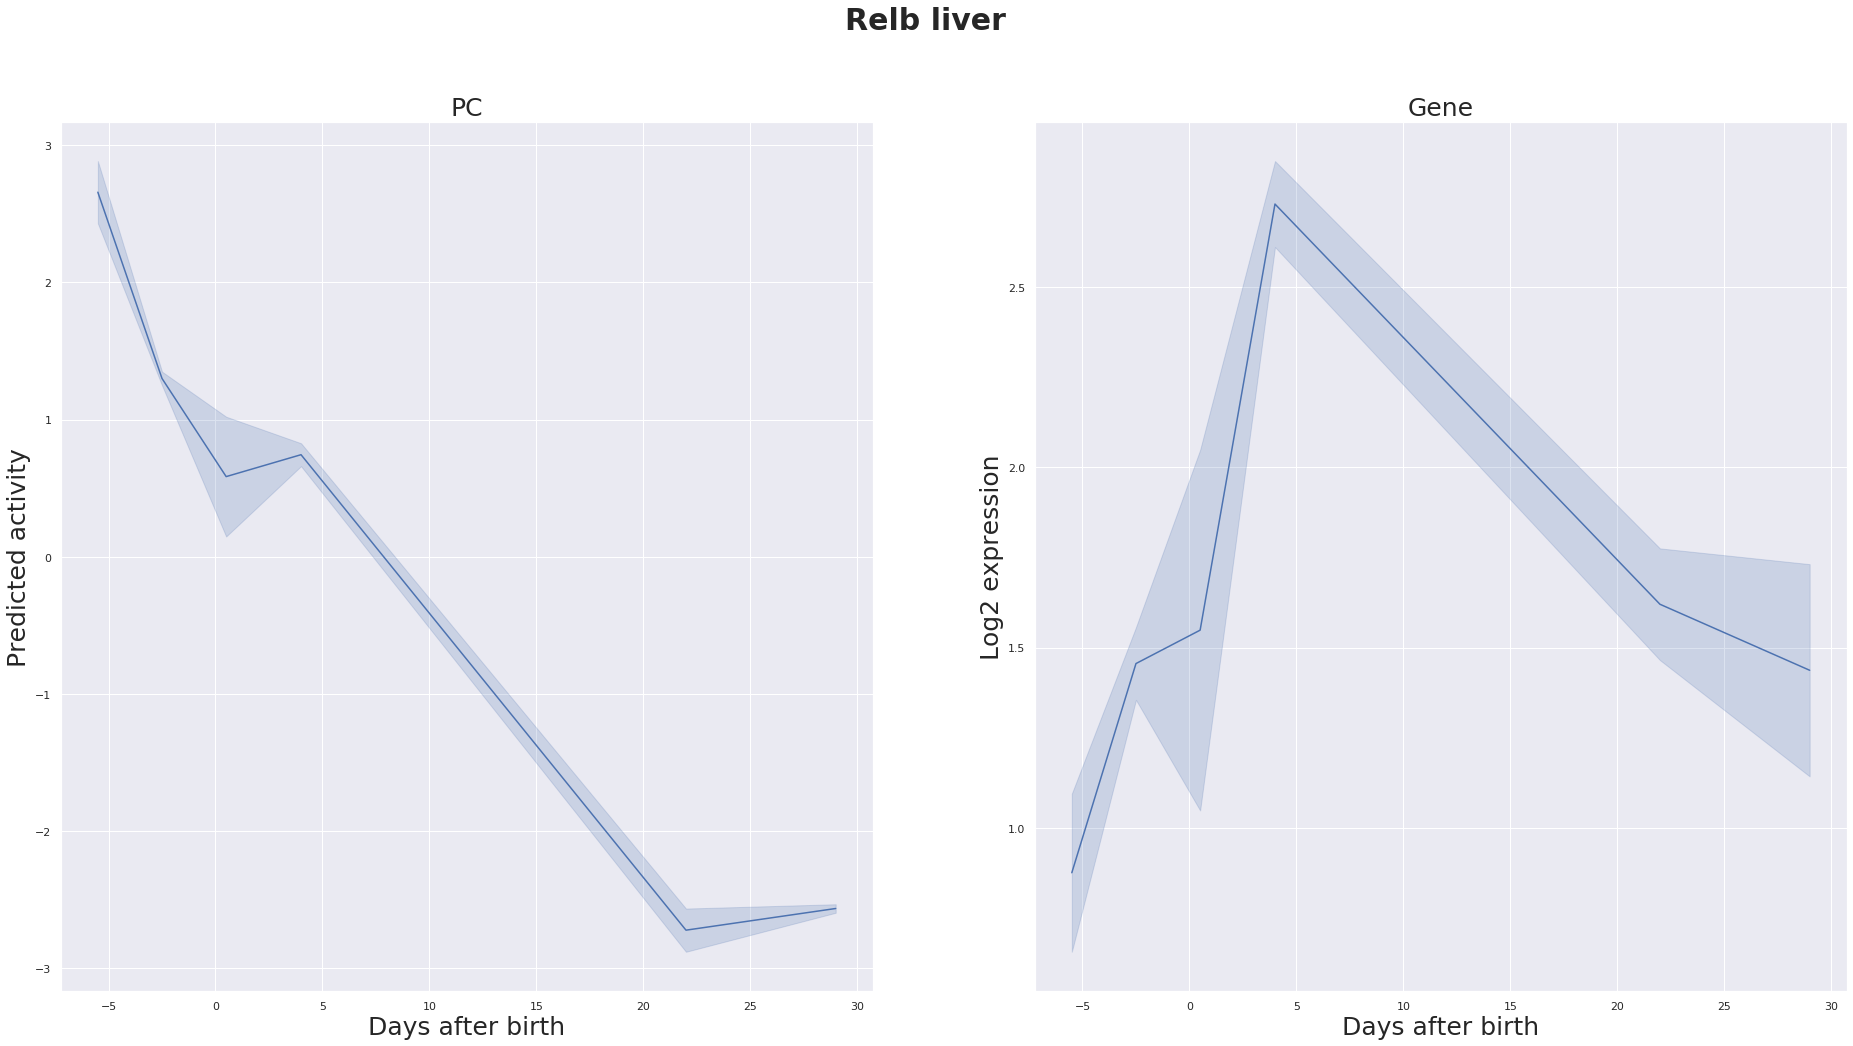 Relb liver
PC
Predicted activity
3
2
1
0
−1
−2
−3
−5 0 5 10 15 20 25 30
Days after birth
Gene
Log2 expression
2.5
2.0
1.5
1.0
−5 0 5 10 15 20 25 30
Days after birth